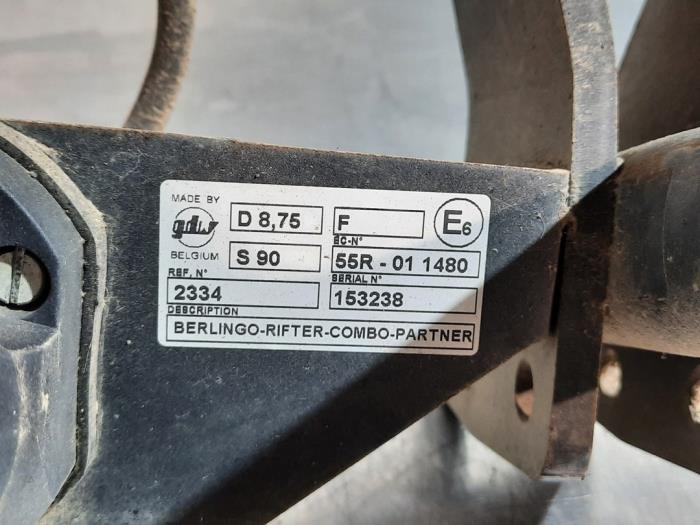 MADE BY
gdw
BELGIUM
D 8,75
F
E6
S 90
EC-N°
55R - 01 1480
REF. N°
2334
SERIAL N°
153238
DESCRIPTION
BERLINGO-RIFTER-COMBO-PARTNER